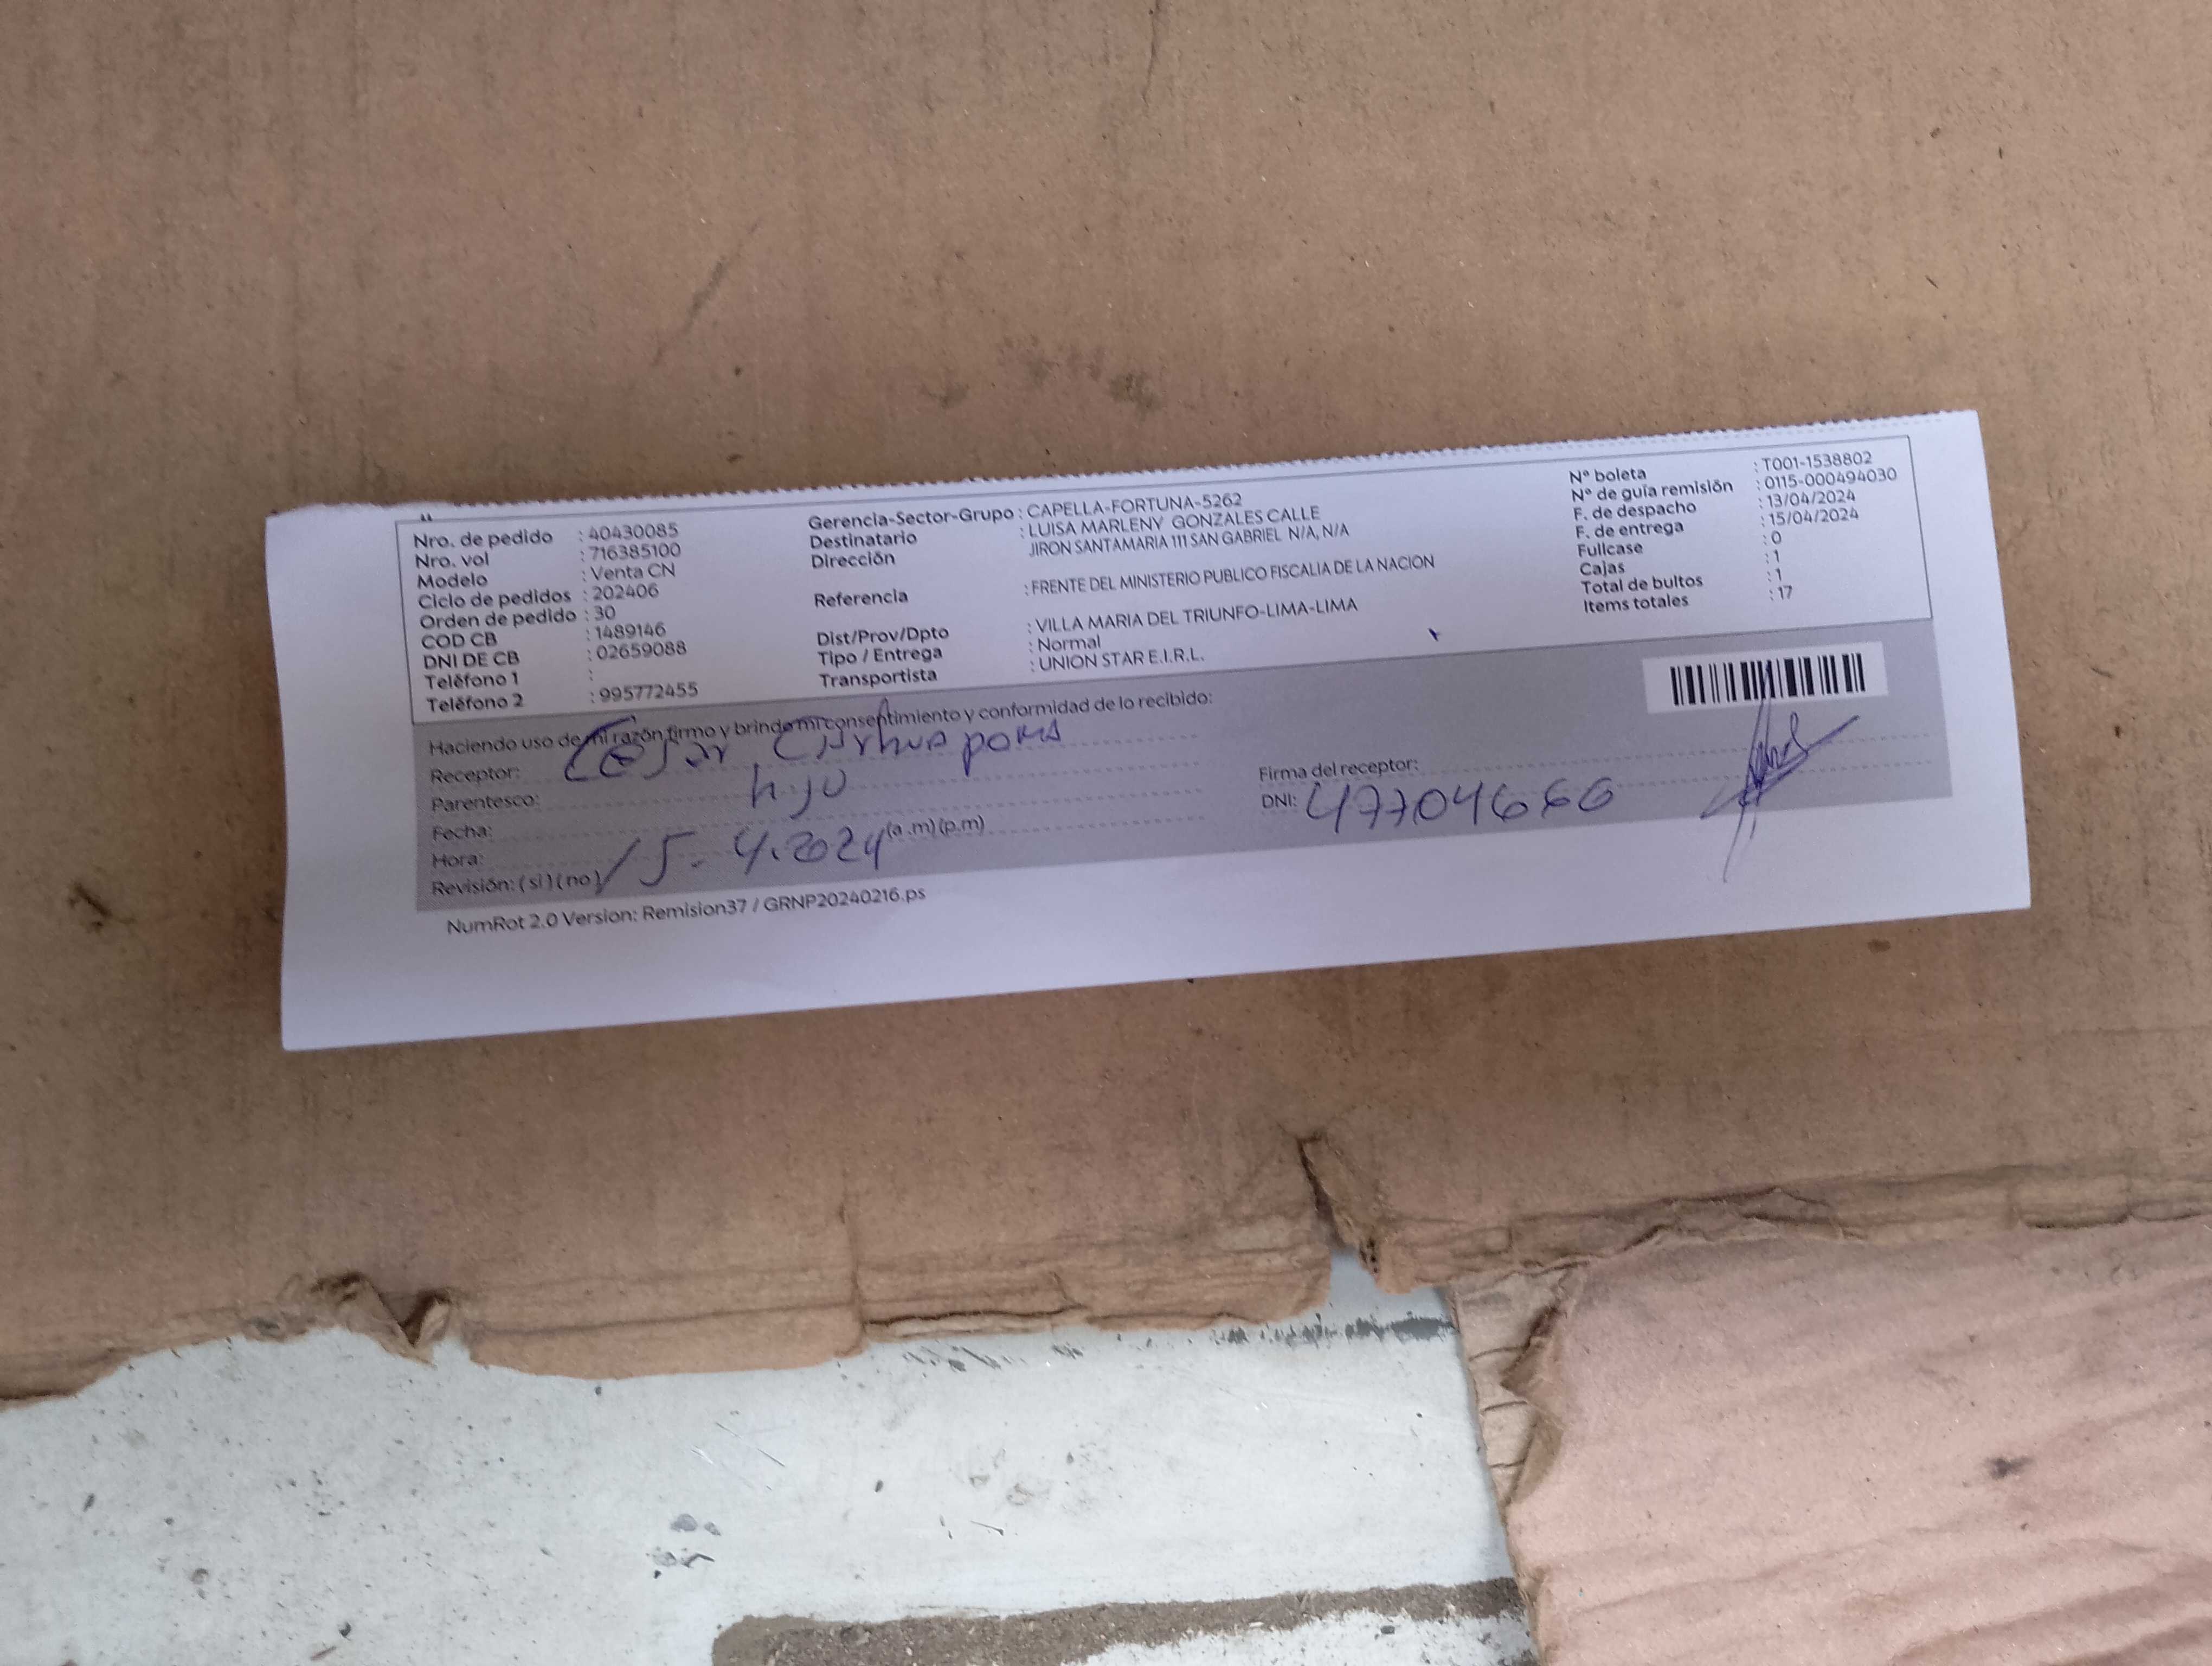 Nro. de pedido : 40430085
Nro. vol : 716385100
Modelo : Venta CN
Ciclo de pedidos : 202406
Orden de pedido : 30
COD CB : 1489146
DNI DE CB : 02659088
Teléfono 1 :
Teléfono 2 : 995772455
Gerencia-Sector-Grupo : CAPELLA-FORTUNA-5262
Destinatario : LUISA MARLENY GONZALES CALLE
Dirección JIRON SANTAMARIA 111 SAN GABRIEL N/A, N/A
Referencia : FRENTE DEL MINISTERIO PUBLICO FISCALIA DE LA NACION
Dist/Prov/Dpto : VILLA MARIA DEL TRIUNFO-LIMA-LIMA
Tipo / Entrega : Normal
Transportista : UNION STAR E.I.R.L.
N° boleta : T001-1538802
N° de guía remisión : 0115-000494030
F. de despacho : 13/04/2024
F. de entrega : 15/04/2024
Fullcase : 0
Cajas : 1
Total de bultos : 1
Items totales : 17
Haciendo uso de mi razón firmo y brindo mi consentimiento y conformidad de lo recibido:
Receptor: Cesar Carhuapoma
Parentesco: hijo
Fecha:
Hora: 15.4.2024 (a.m) (p.m)
Revisión: (si) (no)
Firma del receptor:
DNI: 47704666
NumRot 2.0 Version: Remision37 / GRNP20240216.ps